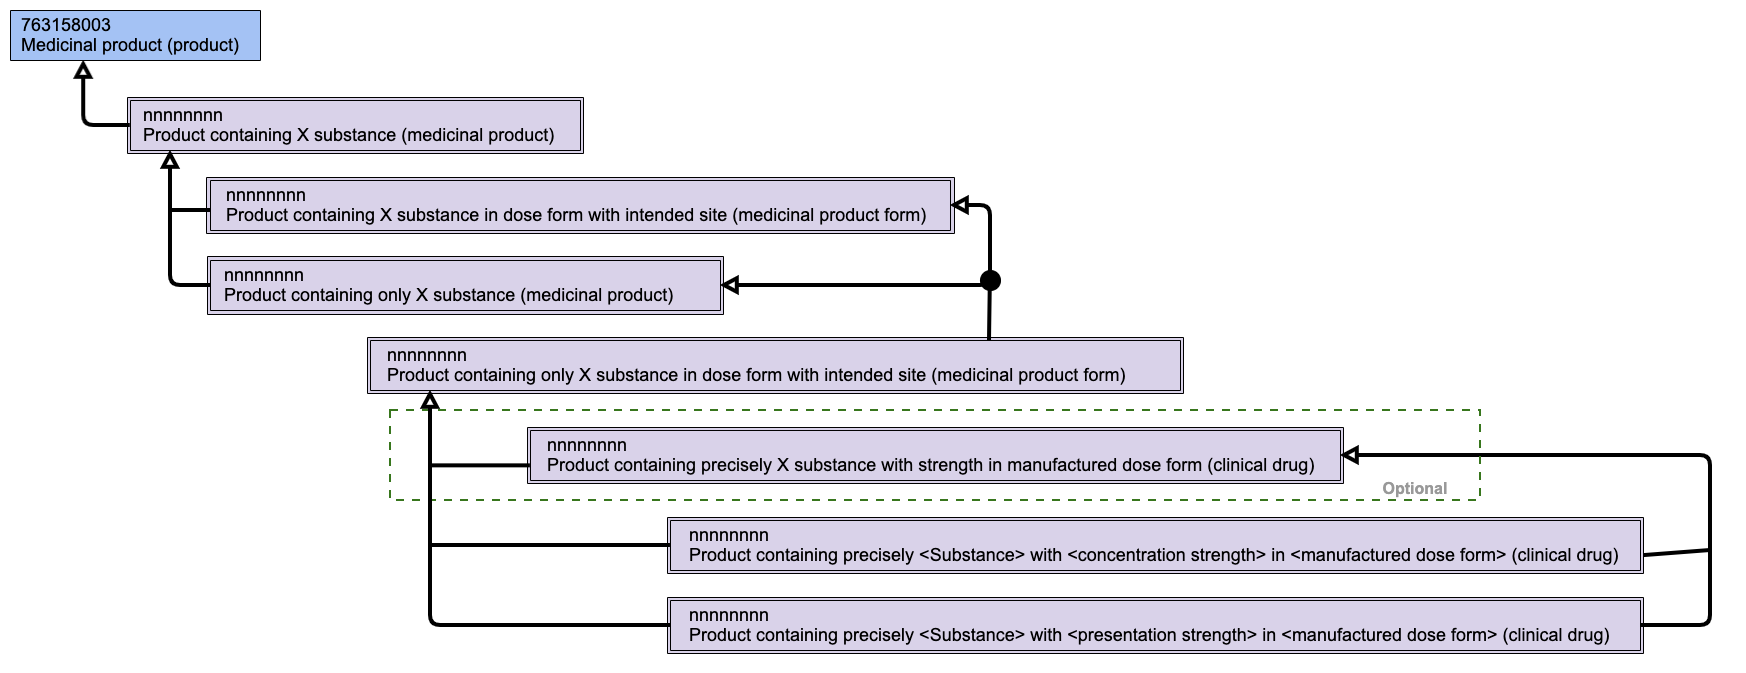 763158003
Medicinal product (product)
nnnnnnnn
Product containing X substance (medicinal product)
nnnnnnnn
Product containing X substance in dose form with intended site (medicinal product form)
nnnnnnnn
Product containing only X substance (medicinal product)
nnnnnnnn
Product containing only X substance in dose form with intended site (medicinal product form)
nnnnnnnn
Product containing precisely X substance with strength in manufactured dose form (clinical drug)
Optional
nnnnnnnn
Product containing precisely <Substance> with <concentration strength> in <manufactured dose form> (clinical drug)
nnnnnnnn
Product containing precisely <Substance> with <presentation strength> in <manufactured dose form> (clinical drug)